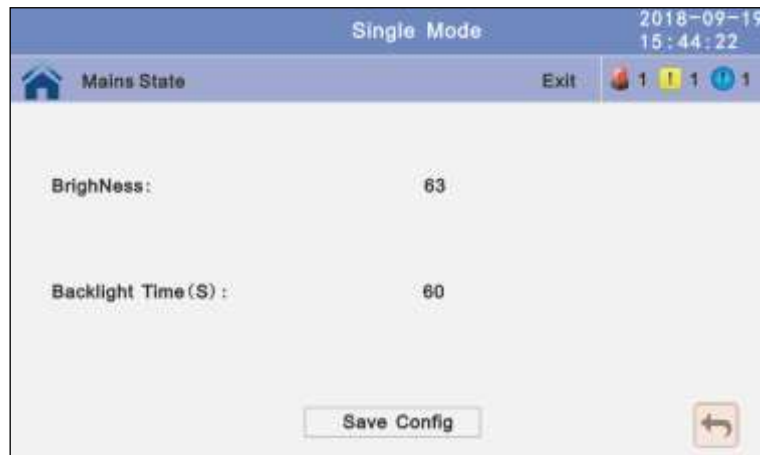 Single Mode
2018-09-19
15:44:22
Mains State Exit 1 ! 1 ! 1
BrighNess: 63
Backlight Time(S): 60
Save Config